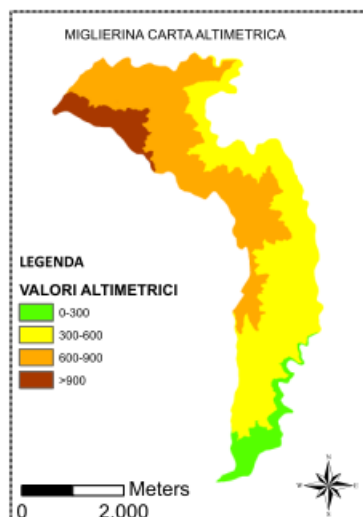 MIGLIERINA CARTA ALTIMETRICA
LEGENDA
VALORI ALTIMETRICI
0-300
300-600
600-900
>900
Meters
0 2.000
N
W E
S